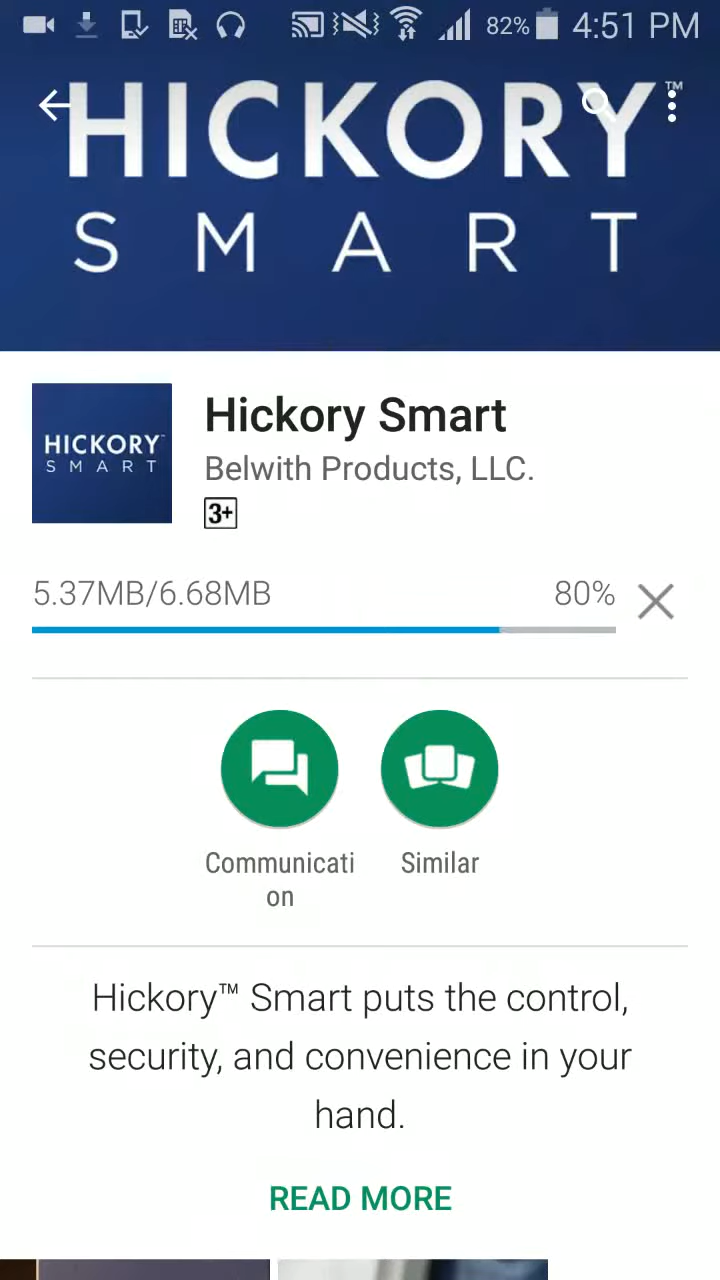 82% 4:51 PM
HICKORY™
SMART
HICKORY™
SMART
Hickory Smart
Belwith Products, LLC.
3+
5.37MB/6.68MB 80%
Communicati
on
Similar
Hickory™ Smart puts the control,
security, and convenience in your
hand.
READ MORE